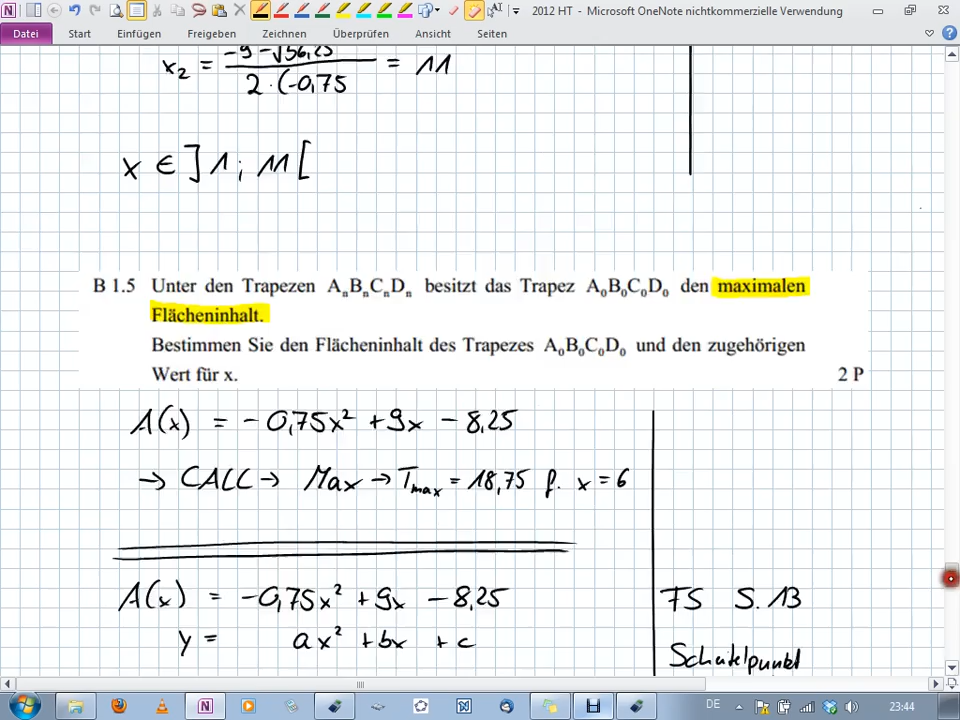 2012 HT - Microsoft OneNote nichtkommerzielle Verwendung
Datei Start Einfügen Freigeben Zeichnen Überprüfen Ansicht Seiten
x₂ = -9 - √56,25 / 2 · (-0,75 = 11
x ∈ ] 1 ; 11 [
B 1.5 Unter den Trapezen AₙBₙCₙDₙ besitzt das Trapez A₀B₀C₀D₀ den maximalen
Flächeninhalt.
Bestimmen Sie den Flächeninhalt des Trapezes A₀B₀C₀D₀ und den zugehörigen
Wert für x. 2 P
A(x) = -0,75x² + 9x - 8,25
→ CALC → Max → Tmax = 18,75 f. x = 6
A(x) = -0,75x² + 9x - 8,25 FS S. 13
y = ax² + bx + c
Scheitelpunkt
DE 23:44